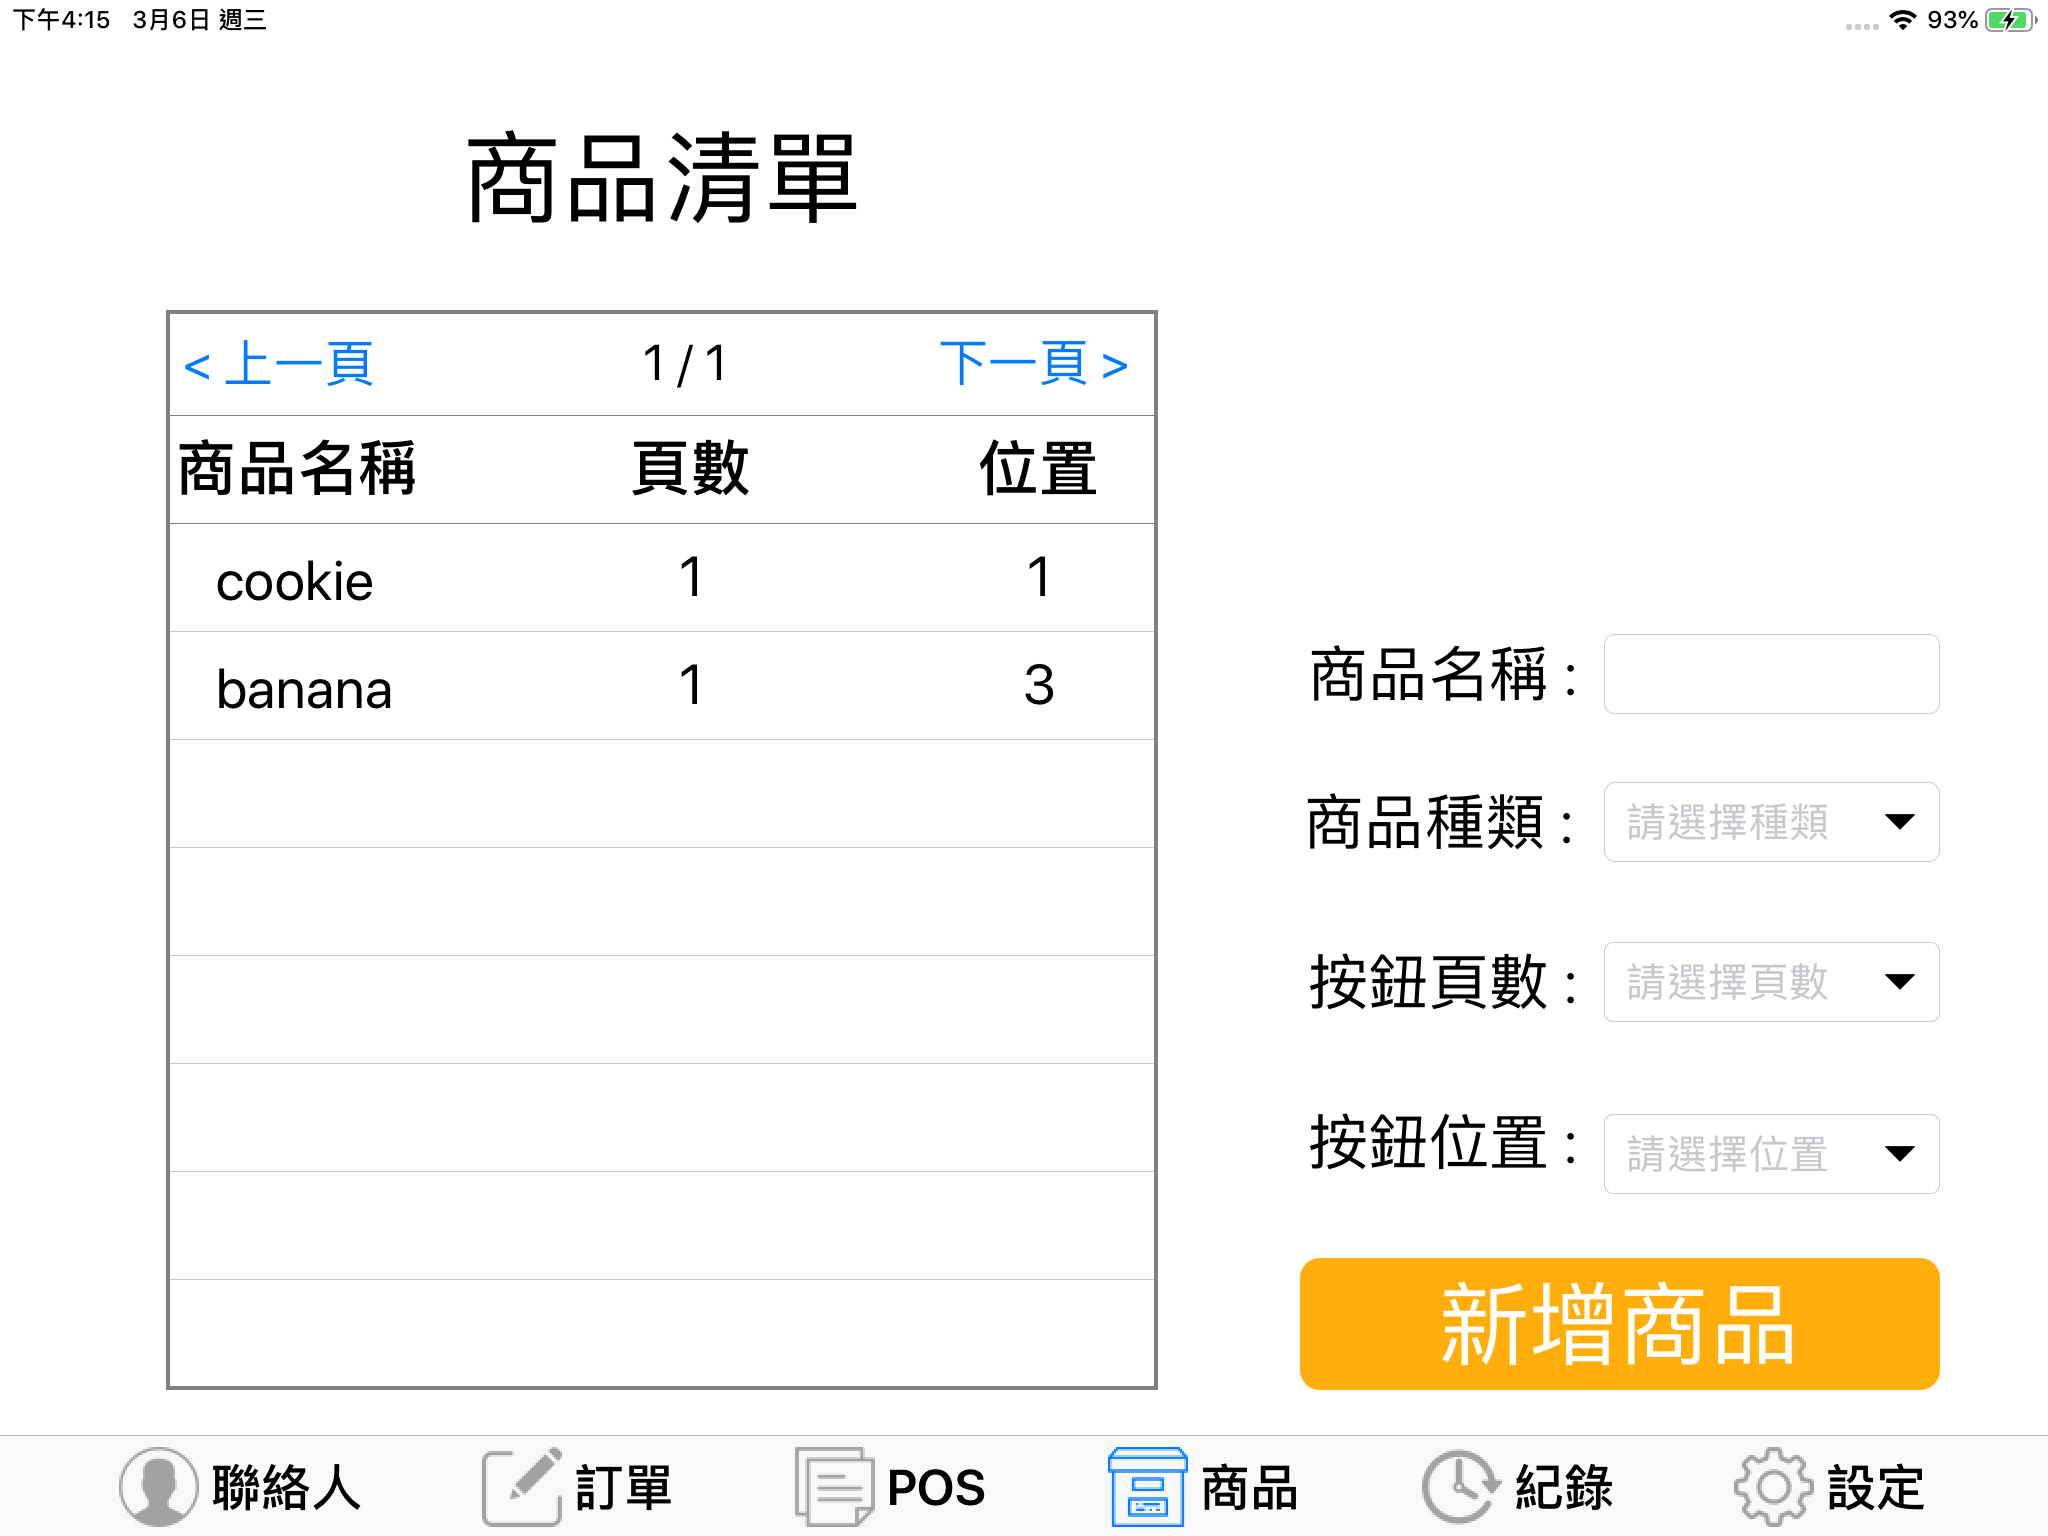 下午4:15 3月6日 週三 93%
商品清單
< 上一頁 1 / 1 下一頁 >
商品名稱 頁數 位置
cookie 1 1
banana 1 3
商品名稱 :
商品種類 : 請選擇種類
按鈕頁數 : 請選擇頁數
按鈕位置 : 請選擇位置
新增商品
聯絡人 訂單 POS 商品 紀錄 設定